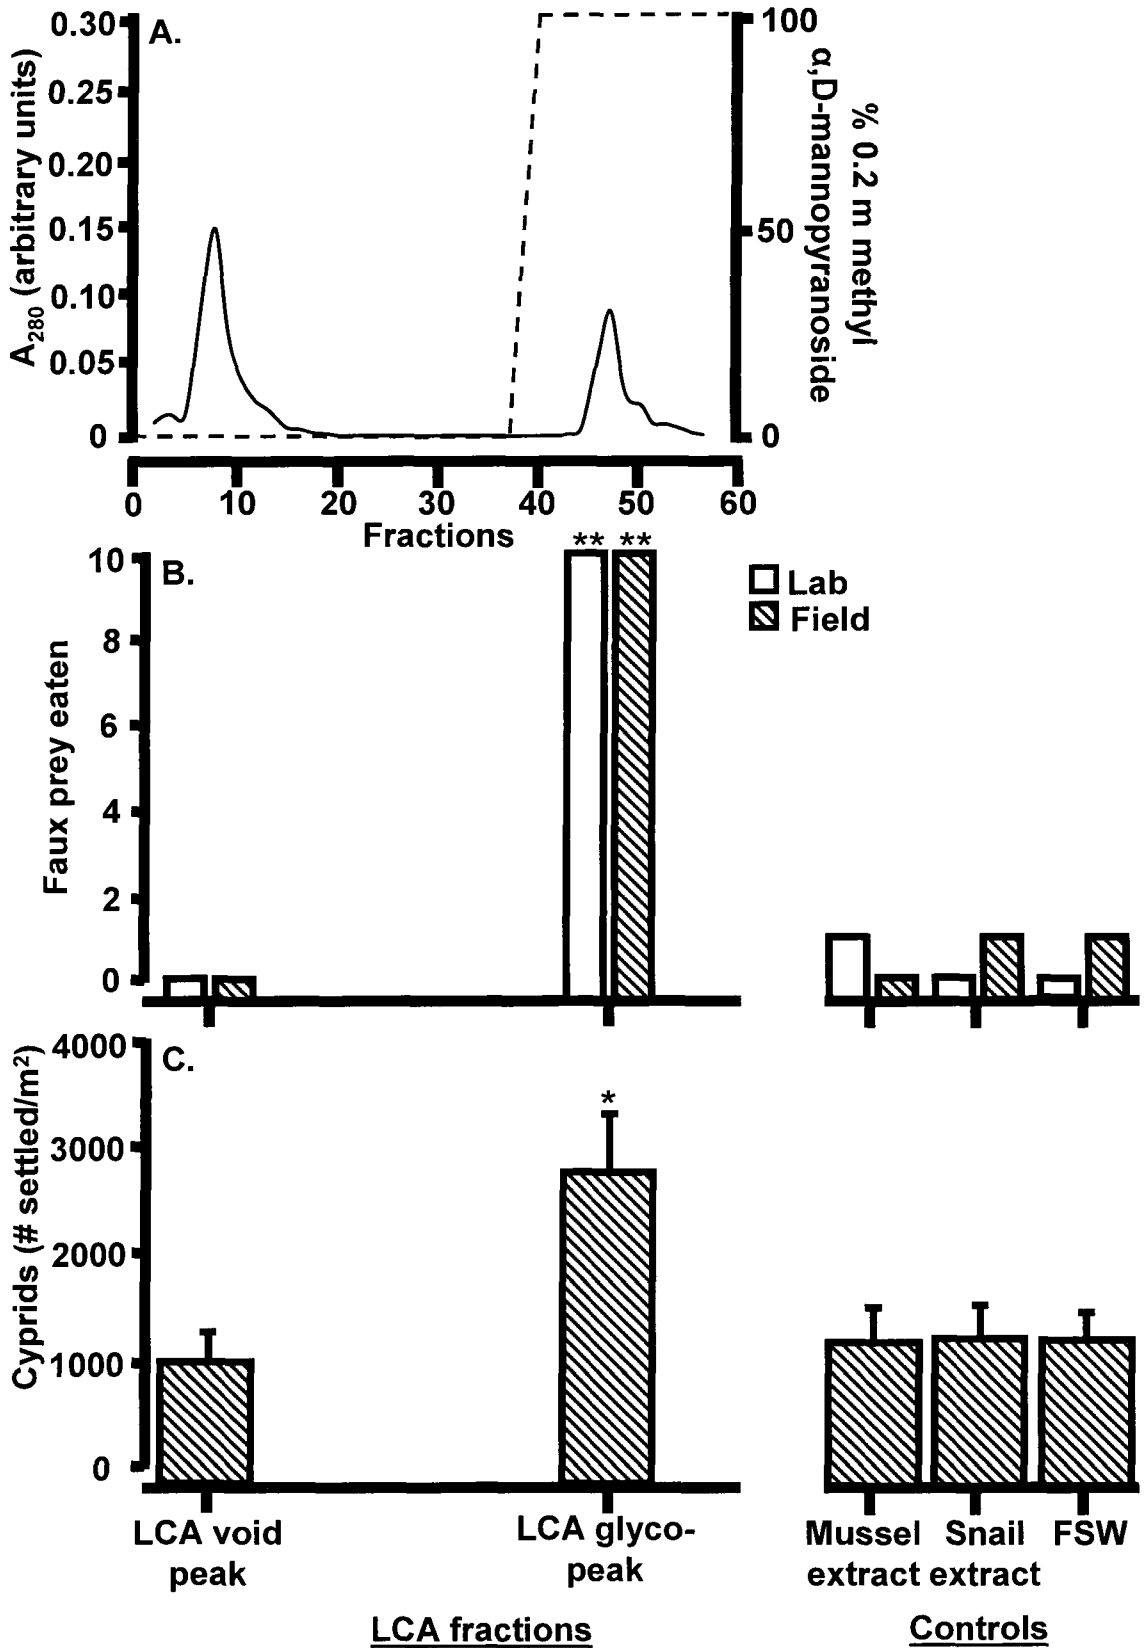 A.
A280 (arbitrary units)
0.30
0.25
0.20
0.15
0.10
0.05
0
100
50
0
% 0.2 m methyl
α,D-mannopyranoside
0 10 20 30 40 50 60
Fractions
B.
** **
Lab
Field
Faux prey eaten
10
8
6
4
2
0
C.
*
Cyprids (# settled/m²)
4000
3000
2000
1000
0
LCA void
peak
LCA glyco-
peak
Mussel
extract
Snail
extract
FSW
LCA fractions
Controls